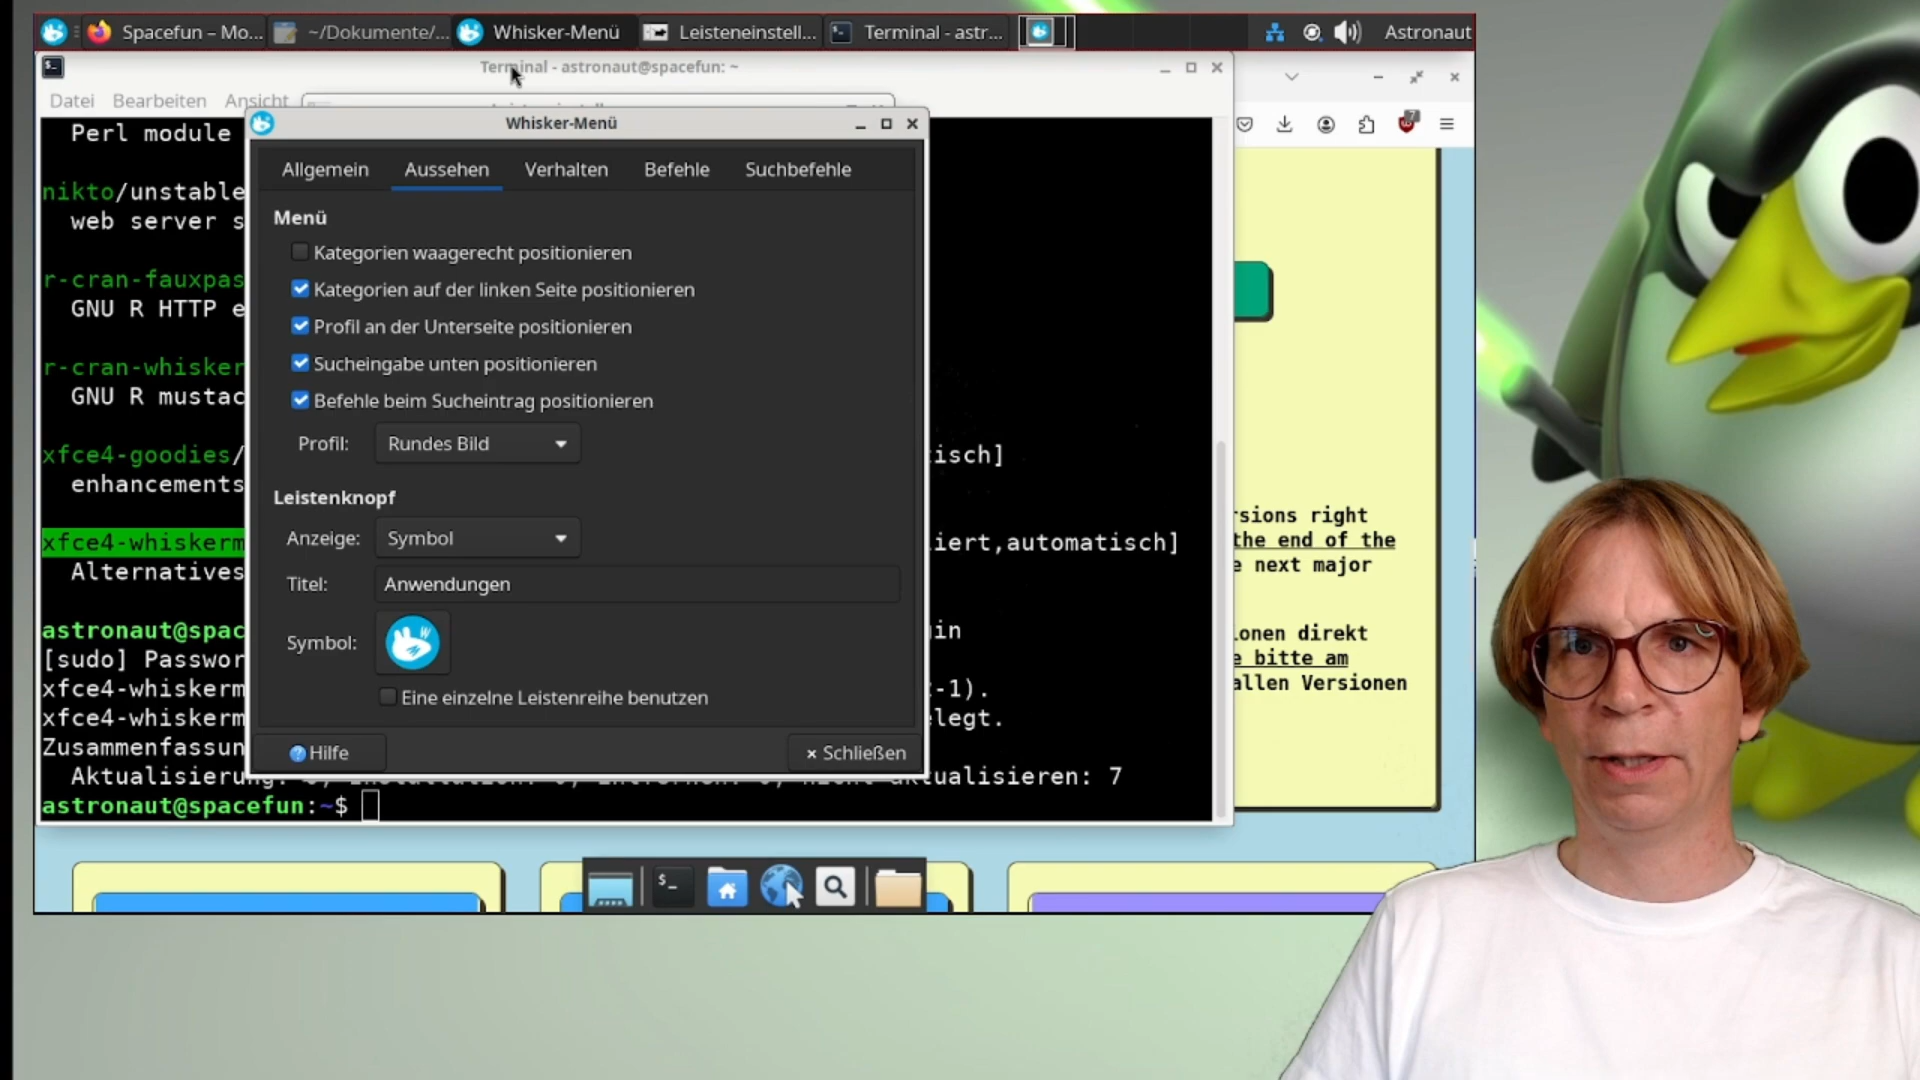 Spacefun – Mo...
~/Dokumente/...
Whisker-Menü
Leisteneinstell...
Terminal - astr...
Astronaut
Terminal - astronaut@spacefun: ~
Datei Bearbeiten Ansicht
Whisker-Menü
Allgemein Aussehen Verhalten Befehle Suchbefehle
Menü
Kategorien waagerecht positionieren
Kategorien auf der linken Seite positionieren
Profil an der Unterseite positionieren
Sucheingabe unten positionieren
Befehle beim Sucheintrag positionieren
Profil: Rundes Bild
Leistenknopf
Anzeige: Symbol
Titel: Anwendungen
Symbol:
Eine einzelne Leistenreihe benutzen
Hilfe
Schließen
Perl module
nikto/unstable
web server s
r-cran-fauxpas
GNU R HTTP e
r-cran-whisker
GNU R mustac
xfce4-goodies/
isch]
enhancements
xfce4-whiskerm
iert,automatisch]
Alternatives
astronaut@spac
in
[sudo] Passwor
xfce4-whiskerm
-1).
xfce4-whiskerm
legt.
Zusammenfassun
Aktualisierung:
aktualisieren: 7
astronaut@spacefun:~$
7
rsions right
the end of the
e next major
onen direkt
e bitte am
allen Versionen